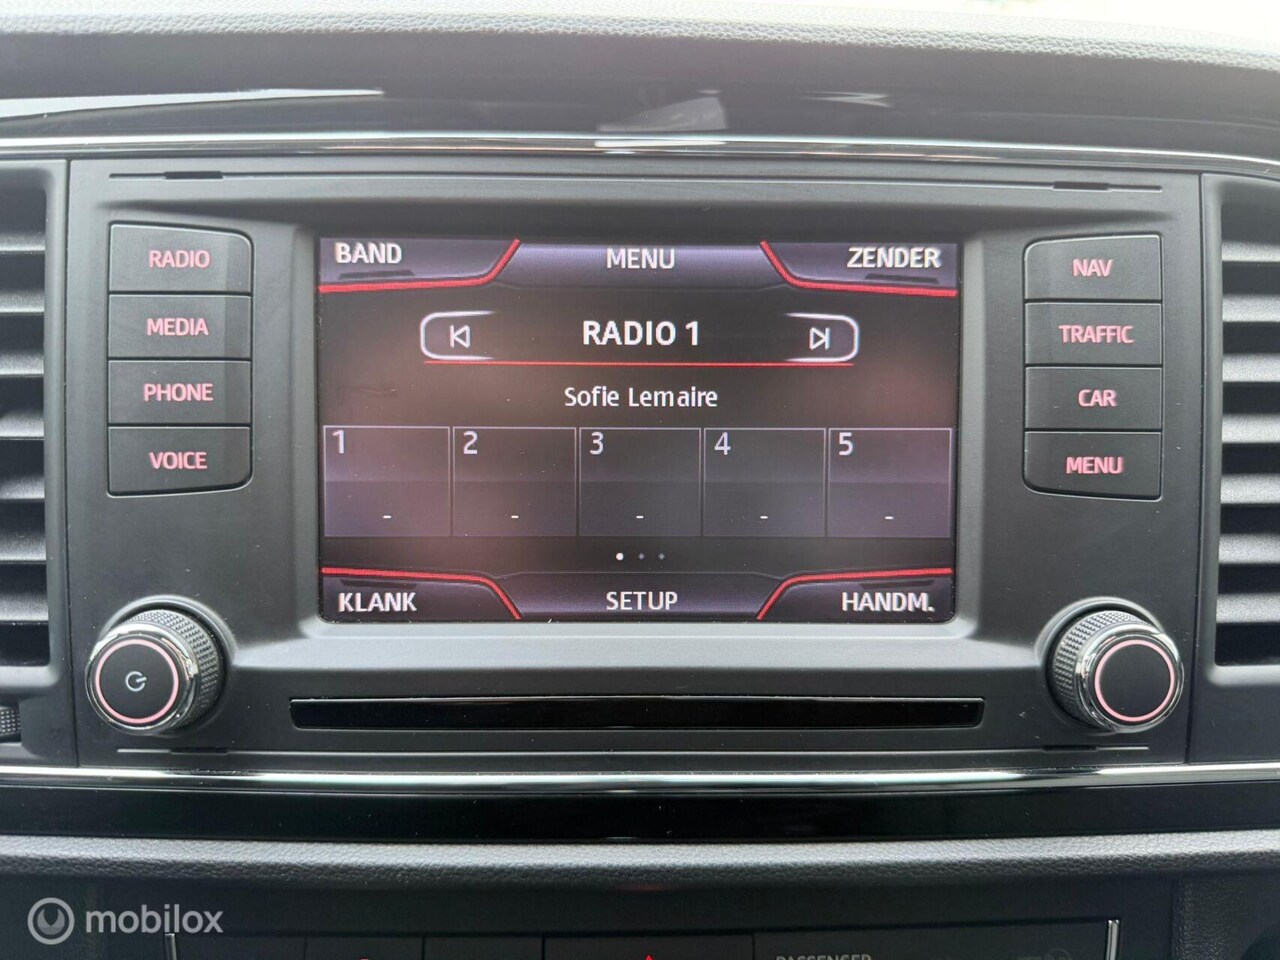 BAND MENU ZENDER
RADIO 1
Sofie Lemaire
1 2 3 4 5
- - - - -
KLANK SETUP HANDM.
RADIO
MEDIA
PHONE
VOICE
NAV
TRAFFIC
CAR
MENU
PASSENGER
mobilox